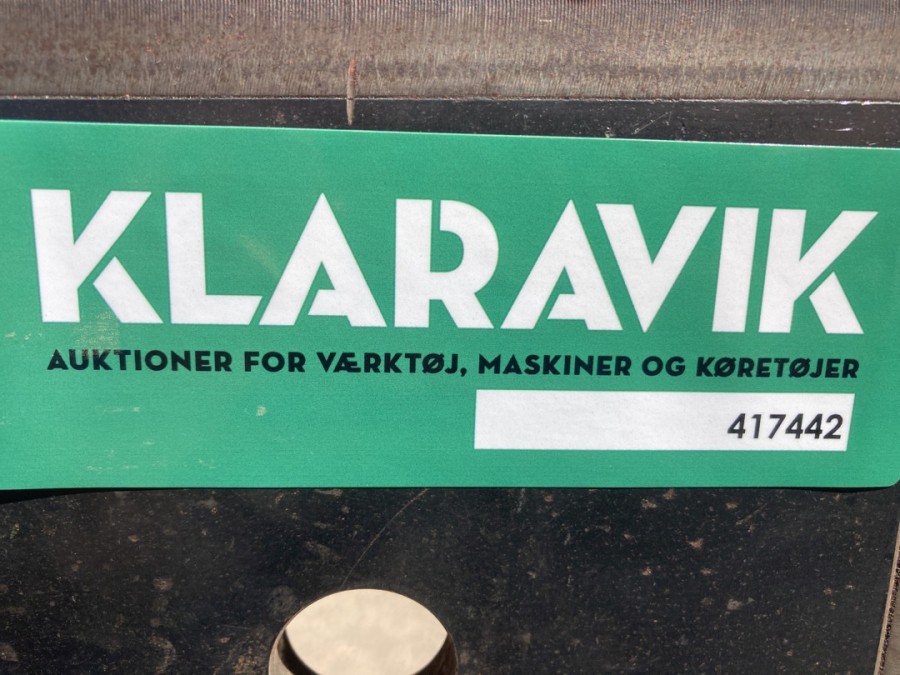 KLARAVIK
AUKTIONER FOR VÆRKTØJ, MASKINER OG KØRETØJER
417442